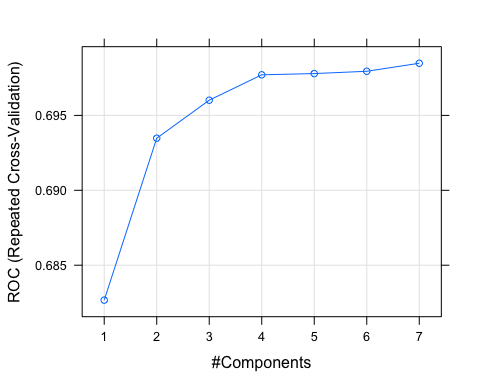 ROC (Repeated Cross-Validation)
0.695
0.690
0.685
1 2 3 4 5 6 7
#Components